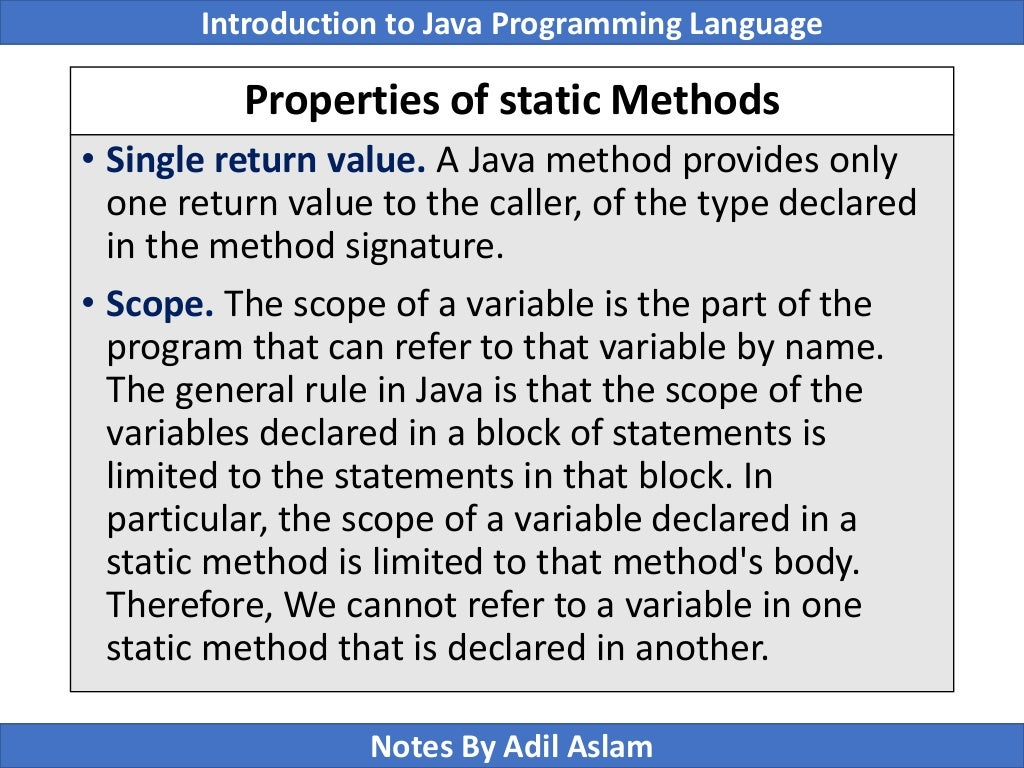 Introduction to Java Programming Language
Properties of static Methods
• Single return value. A Java method provides only
one return value to the caller, of the type declared
in the method signature.
• Scope. The scope of a variable is the part of the
program that can refer to that variable by name.
The general rule in Java is that the scope of the
variables declared in a block of statements is
limited to the statements in that block. In
particular, the scope of a variable declared in a
static method is limited to that method's body.
Therefore, We cannot refer to a variable in one
static method that is declared in another.
Notes By Adil Aslam